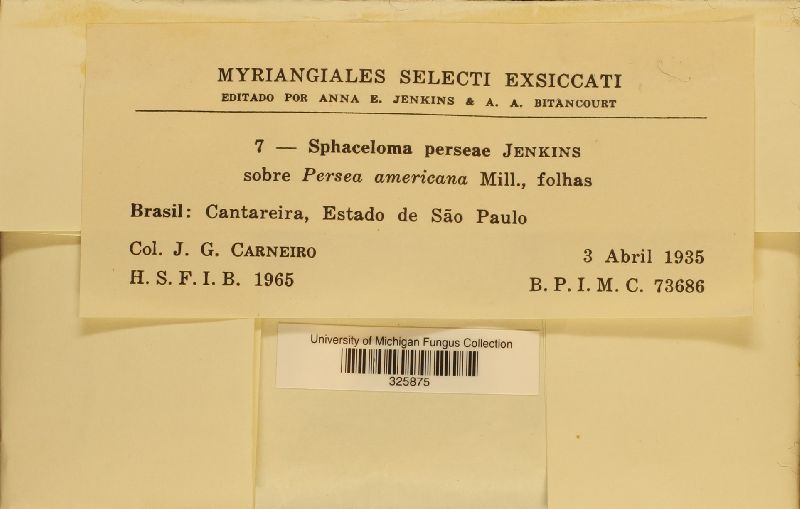 MYRIANGIALES SELECTI EXSICCATI
EDITADO POR ANNA E. JENKINS & A. A. BITANCOURT
7 — Sphaceloma perseae JENKINS
sobre Persea americana Mill., folhas
Brasil: Cantareira, Estado de São Paulo
Col. J. G. CARNEIRO 3 Abril 1935
H. S. F. I. B. 1965 B. P. I. M. C. 73686
University of Michigan Fungus Collection
325875